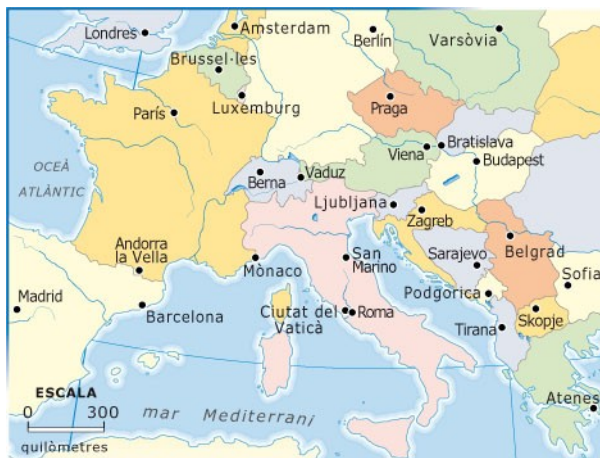 Londres
Amsterdam
Berlín
Varsòvia
Brussel·les
Luxemburg
Praga
París
Viena
Bratislava
Budapest
OCEÀ
ATLÀNTIC
Berna
Vaduz
Ljubljana
Zagreb
Belgrad
Andorra
la Vella
Mònaco
San
Marino
Sarajevo
Sofia
Madrid
Barcelona
Ciutat del
Vaticà
Roma
Podgorica
Skopje
Tirana
ESCALA
0 300
quilòmetres
mar Mediterrani
Atenes